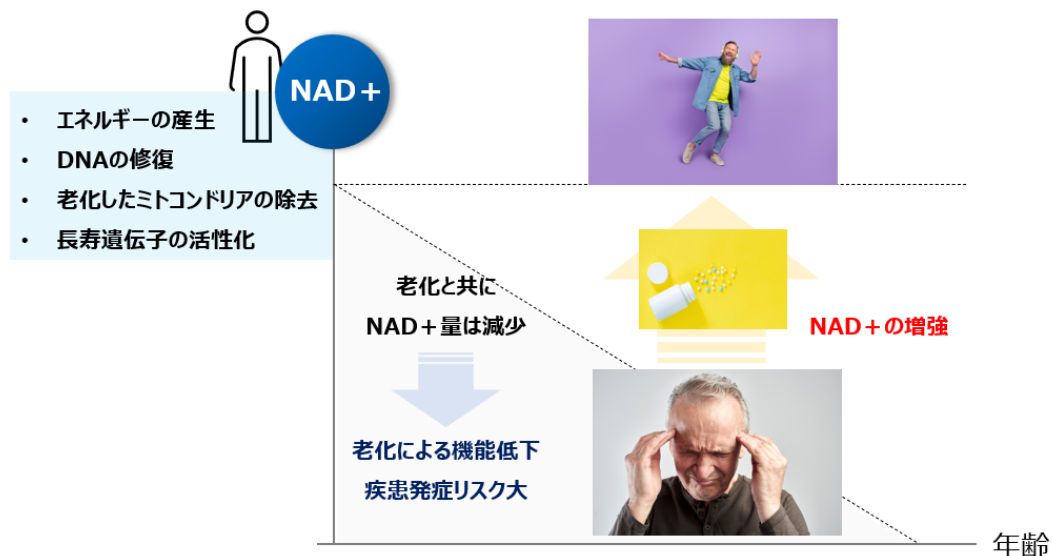 NAD＋
・ エネルギーの産生
・ DNAの修復
・ 老化したミトコンドリアの除去
・ 長寿遺伝子の活性化
老化と共に
NAD＋量は減少
NAD＋の増強
老化による機能低下
疾患発症リスク大
年齢